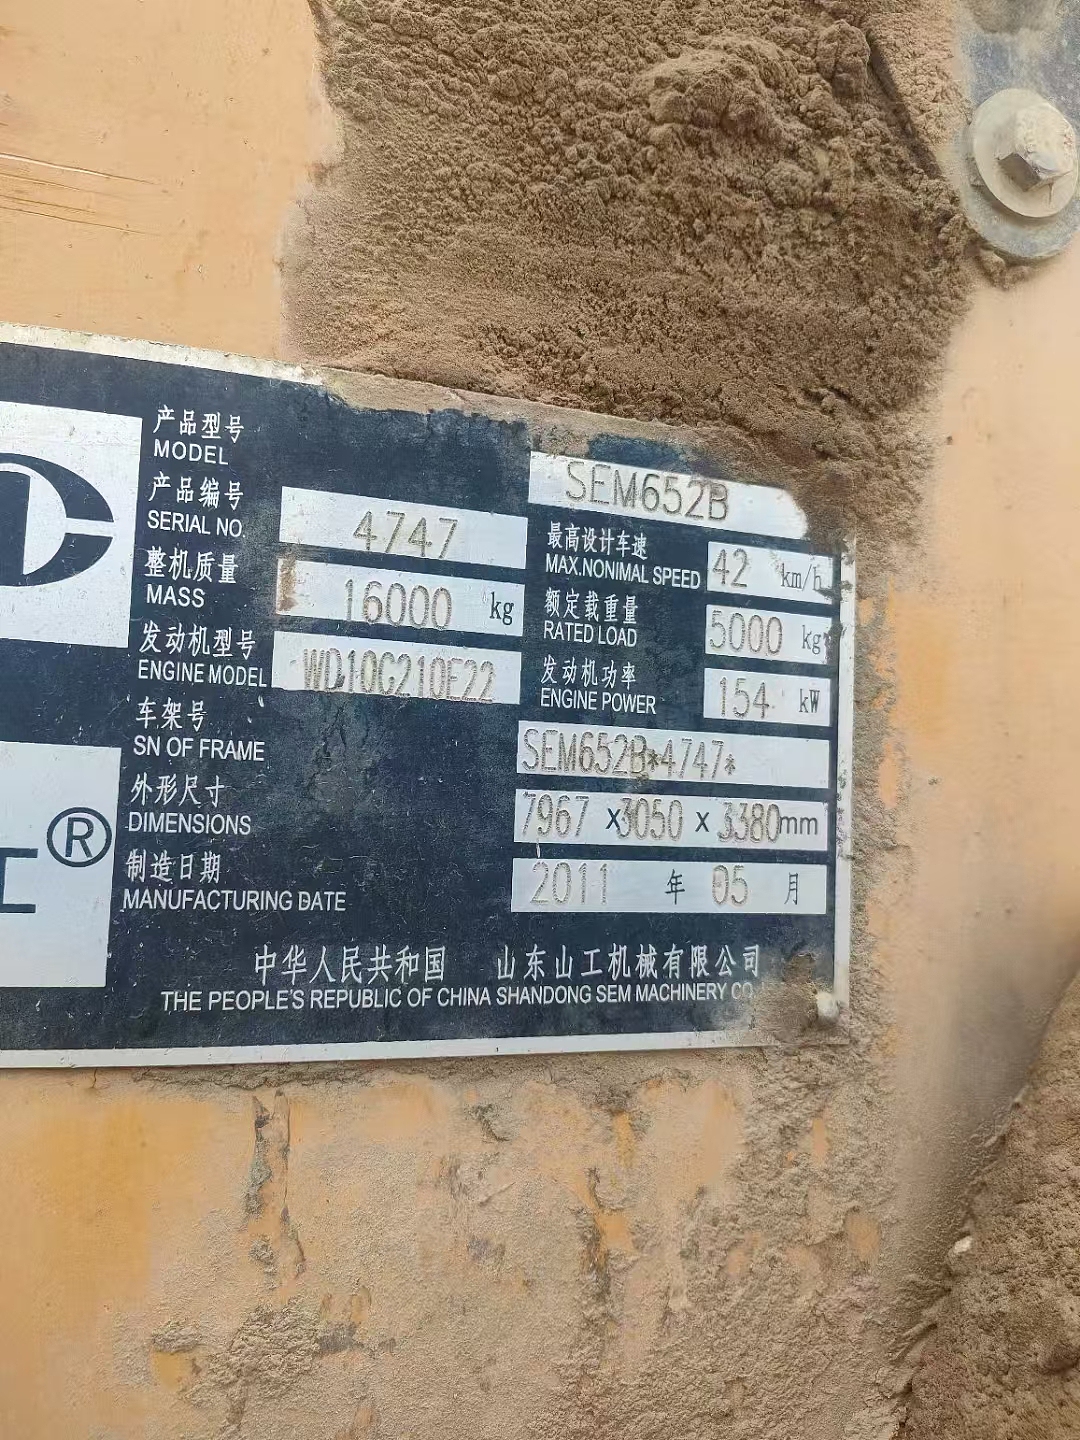 产品型号
MODEL
SEM652B
产品编号
SERIAL NO.
4747
最高设计车速
MAX.NONIMAL SPEED
42 km/h
整机质量
MASS
16000 kg
额定载重量
RATED LOAD
5000 kg
发动机型号
ENGINE MODEL
WD10G210E22
发动机功率
ENGINE POWER
154 kW
车架号
SN OF FRAME
SEM652B*4747*
外形尺寸
DIMENSIONS
7967 x 3050 x 3380mm
制造日期
MANUFACTURING DATE
2011 年 05 月
®
工
中华人民共和国 山东山工机械有限公司
THE PEOPLE'S REPUBLIC OF CHINA SHANDONG SEM MACHINERY CO.